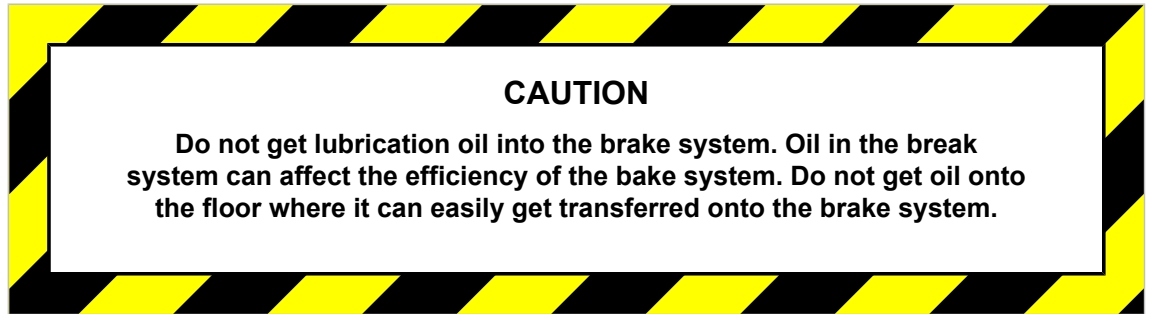 CAUTION
Do not get lubrication oil into the brake system. Oil in the break
system can affect the efficiency of the bake system. Do not get oil onto
the floor where it can easily get transferred onto the brake system.